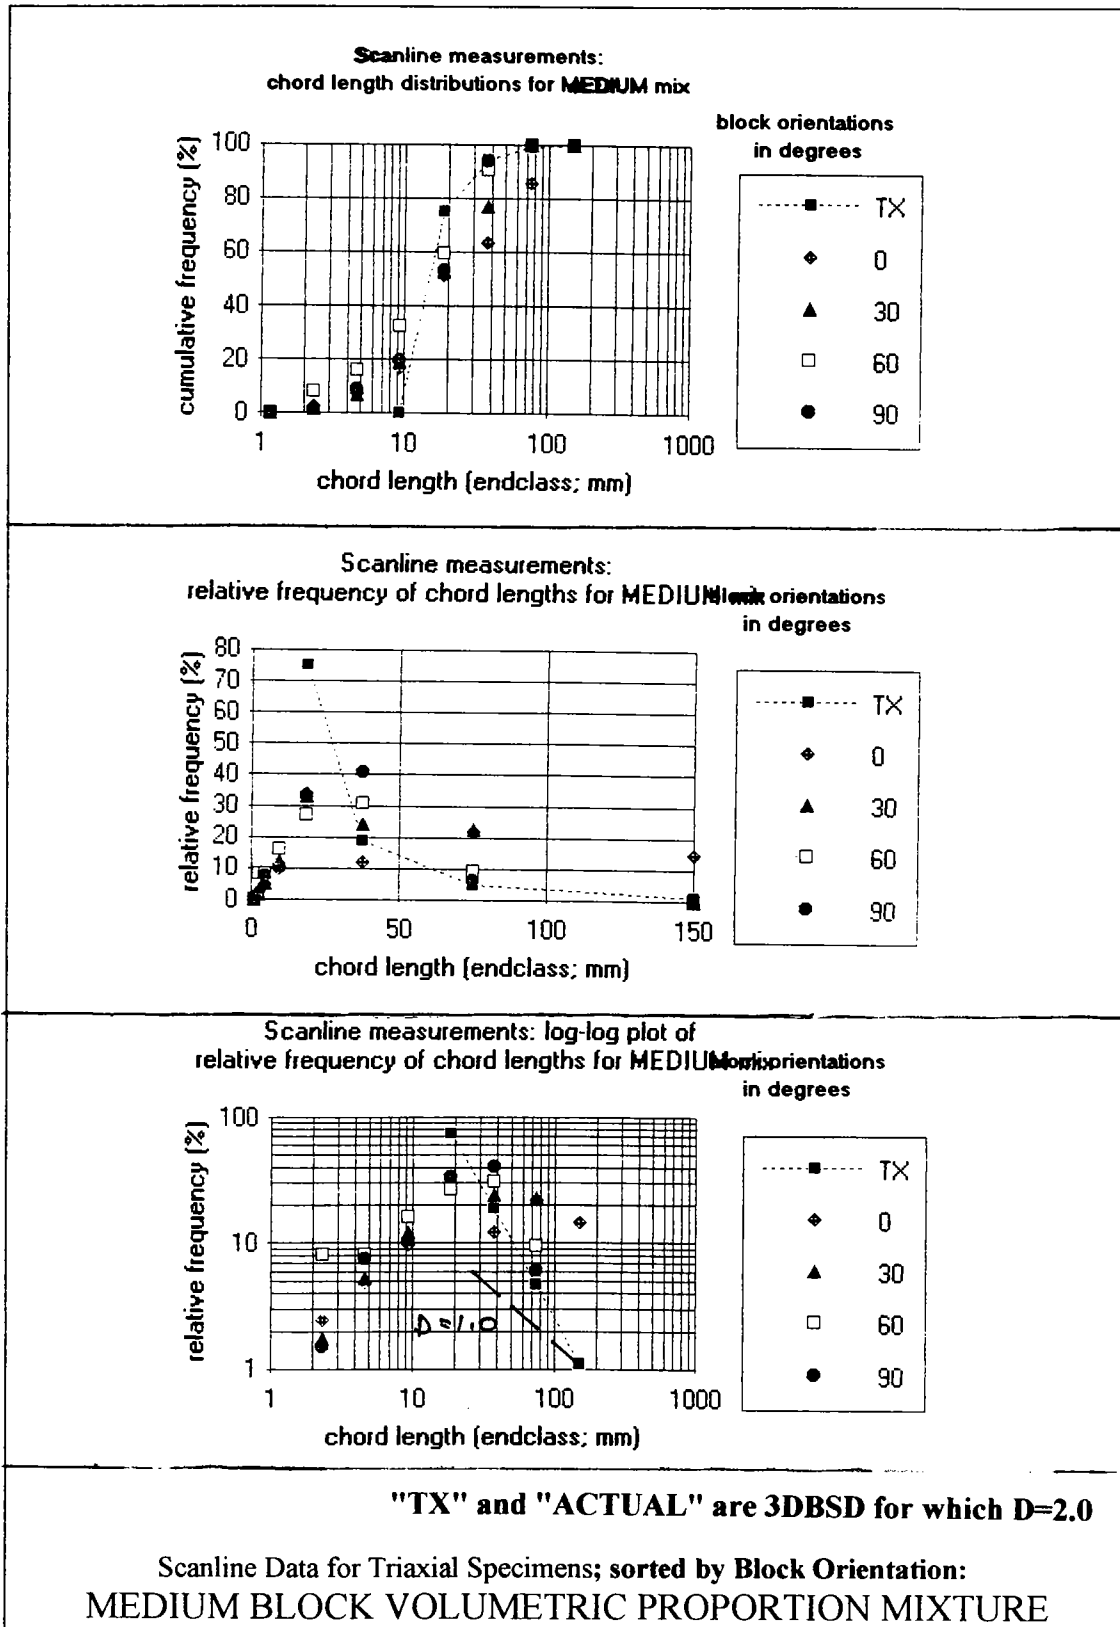 Scanline measurements:
chord length distributions for MEDIUM mix
block orientations
in degrees
cumulative frequency (%)
100
80
60
40
20
0
1 10 100 1000
chord length (endclass; mm)
TX
0
30
60
90
Scanline measurements:
relative frequency of chord lengths for MEDIUM mix
block orientations
in degrees
relative frequency (%)
80
70
60
50
40
30
20
10
0
0 50 100 150
chord length (endclass; mm)
TX
0
30
60
90
Scanline measurements: log-log plot of
relative frequency of chord lengths for MEDIUM mix
block orientations
in degrees
relative frequency (%)
100
10
1
D=1.0
1 10 100 1000
chord length (endclass; mm)
TX
0
30
60
90
"TX" and "ACTUAL" are 3DBSD for which D=2.0
Scanline Data for Triaxial Specimens; sorted by Block Orientation:
MEDIUM BLOCK VOLUMETRIC PROPORTION MIXTURE